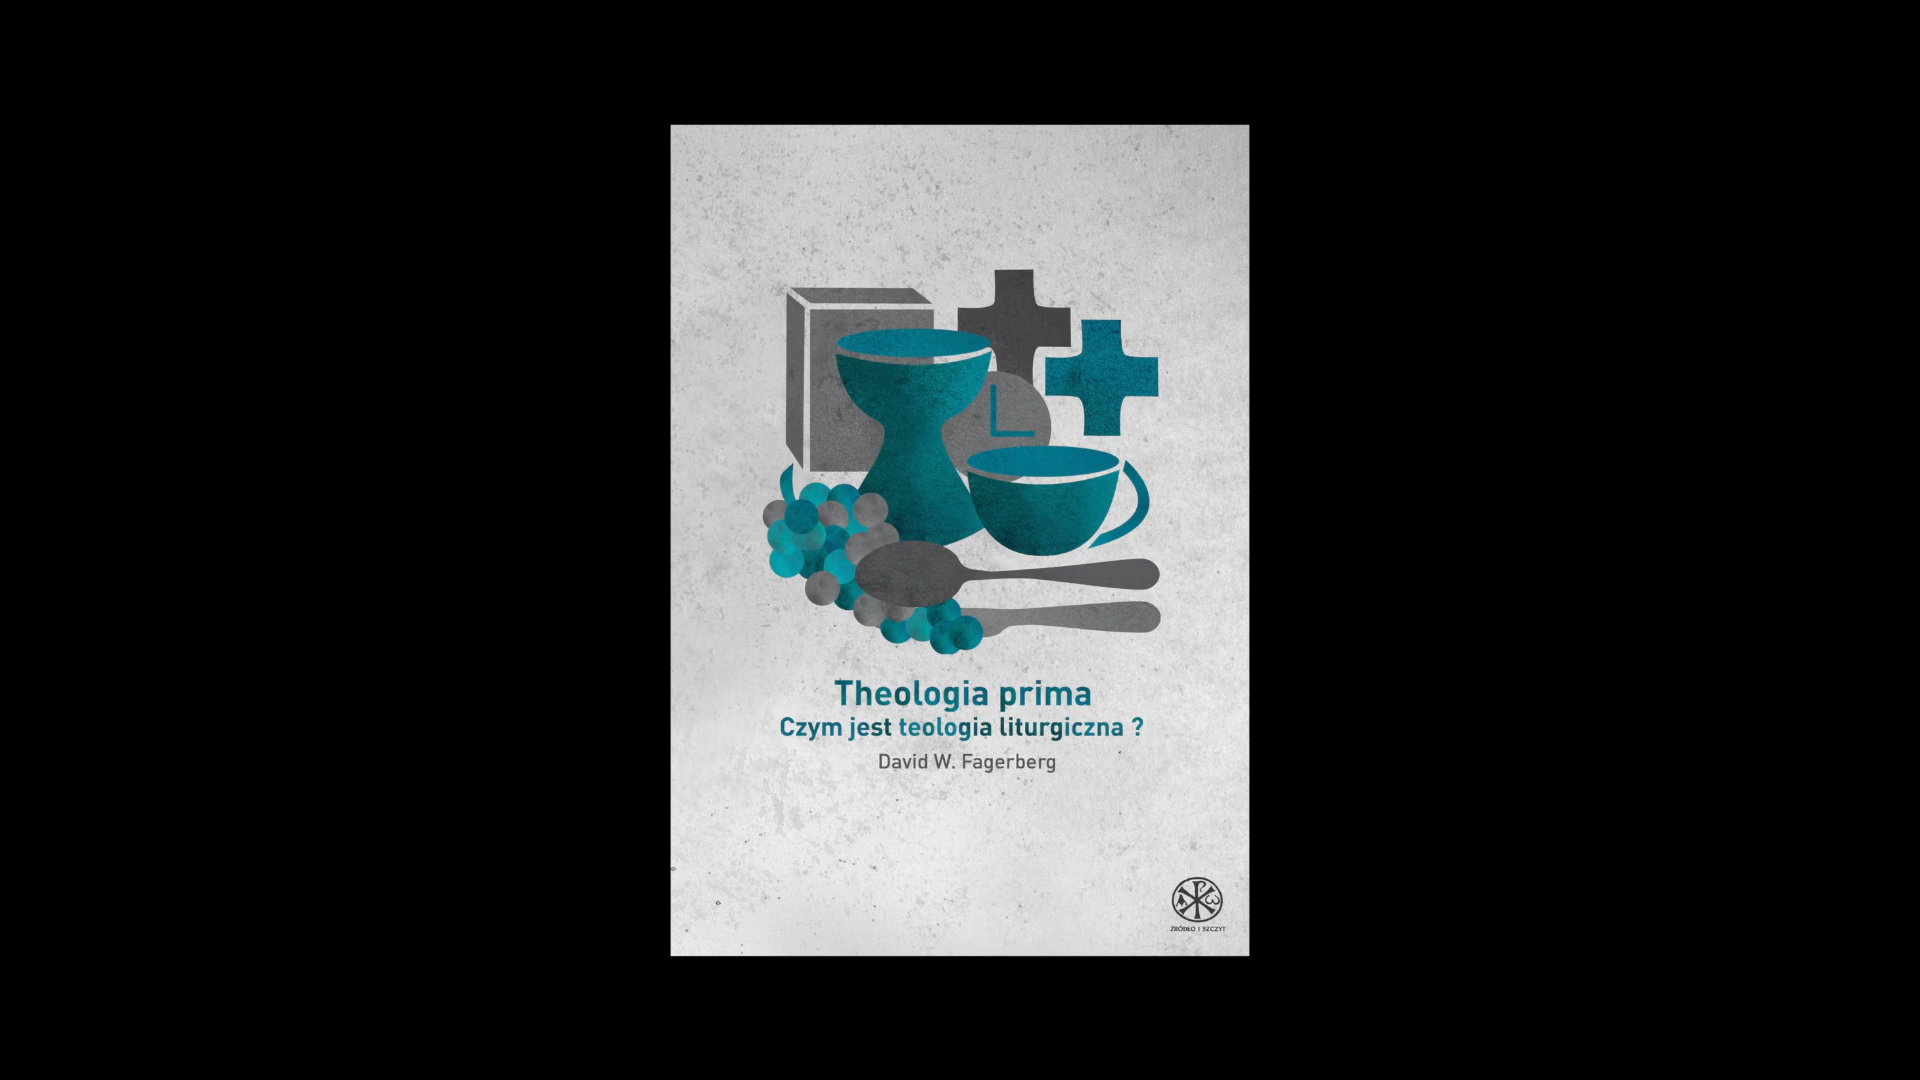 Theologia prima
Czym jest teologia liturgiczna ?
David W. Fagerberg
ŹRÓDŁO I SZCZYT